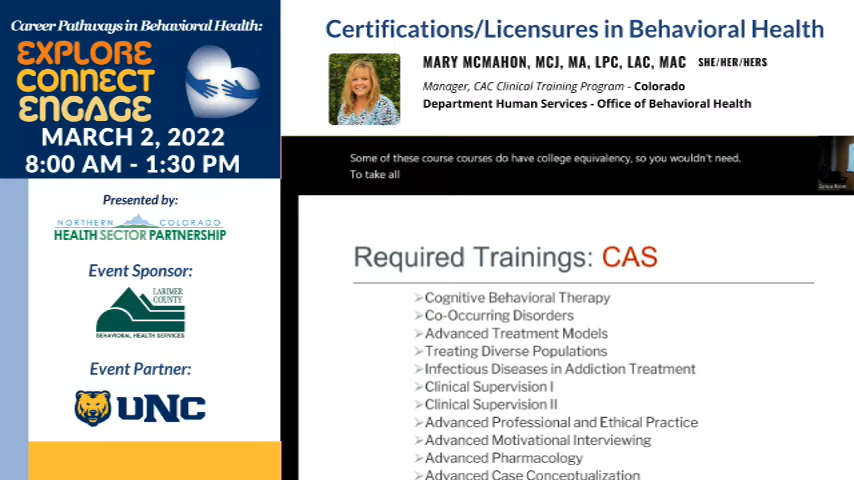 Career Pathways in Behavioral Health:
EXPLORE
CONNECT
ENGAGE
MARCH 2, 2022
8:00 AM - 1:30 PM
Presented by:
NORTHERN COLORADO
HEALTH SECTOR PARTNERSHIP
Event Sponsor:
LARIMER
COUNTY
BEHAVIORAL HEALTH SERVICES
Event Partner:
UNC
Certifications/Licensures in Behavioral Health
MARY MCMAHON, MCJ, MA, LPC, LAC, MAC SHE/HER/HERS
Manager, CAC Clinical Training Program - Colorado
Department Human Services - Office of Behavioral Health
Some of these course courses do have college equivalency, so you wouldn't need.
To take all
Required Trainings: CAS
➢Cognitive Behavioral Therapy
➢Co-Occurring Disorders
➢Advanced Treatment Models
➢Treating Diverse Populations
➢Infectious Diseases in Addiction Treatment
➢Clinical Supervision I
➢Clinical Supervision II
➢Advanced Professional and Ethical Practice
➢Advanced Motivational Interviewing
➢Advanced Pharmacology
➢Advanced Case Conceptualization